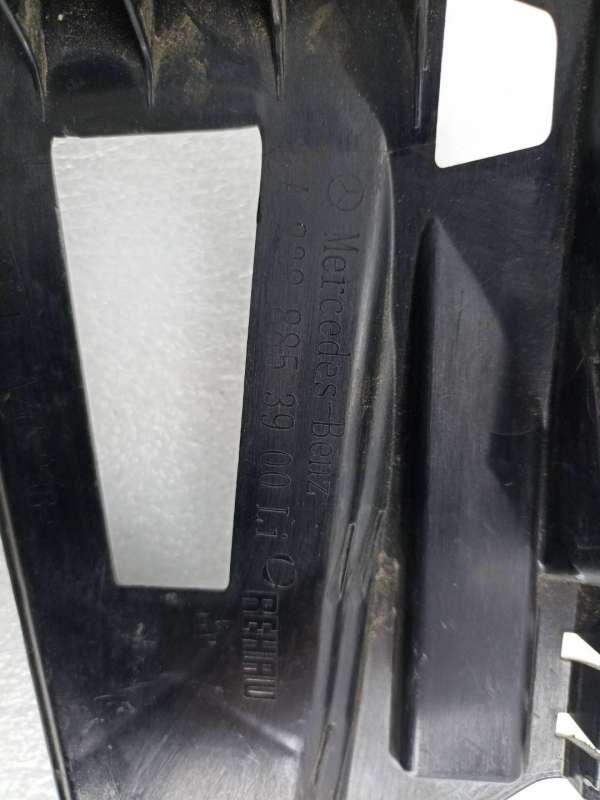 Mercedes-Benz
885 39 00 Li
REHAU